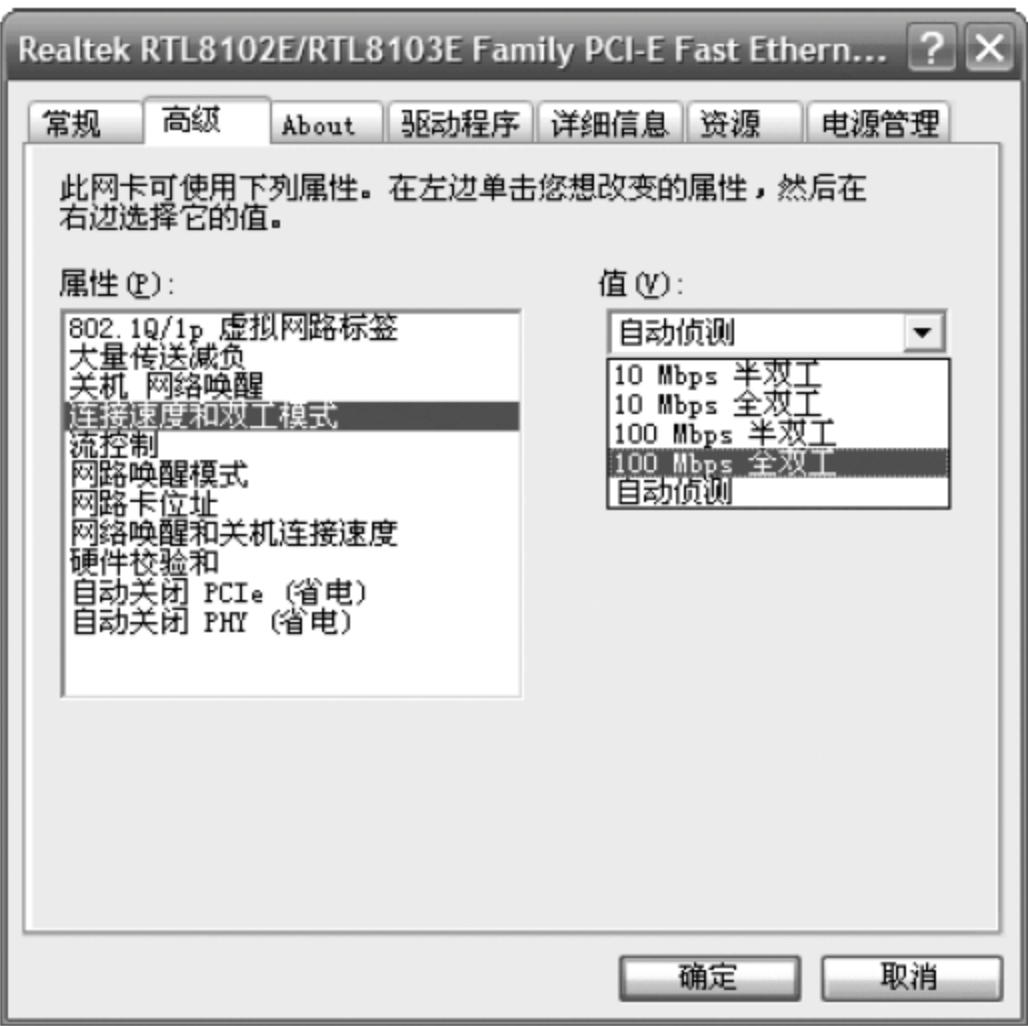 Realtek RTL8102E/RTL8103E Family PCI-E Fast Ethern...
常规 高级 About 驱动程序 详细信息 资源 电源管理
此网卡可使用下列属性。在左边单击您想改变的属性，然后在
右边选择它的值。
属性(P):
802.1Q/1p 虚拟网路标签
大量传送减负
关机 网络唤醒
连接速度和双工模式
流控制
网路唤醒模式
网路卡位址
网络唤醒和关机连接速度
硬件校验和
自动关闭 PCIe (省电)
自动关闭 PHY (省电)
值(V):
自动侦测
10 Mbps 半双工
10 Mbps 全双工
100 Mbps 半双工
100 Mbps 全双工
自动侦测
确定 取消